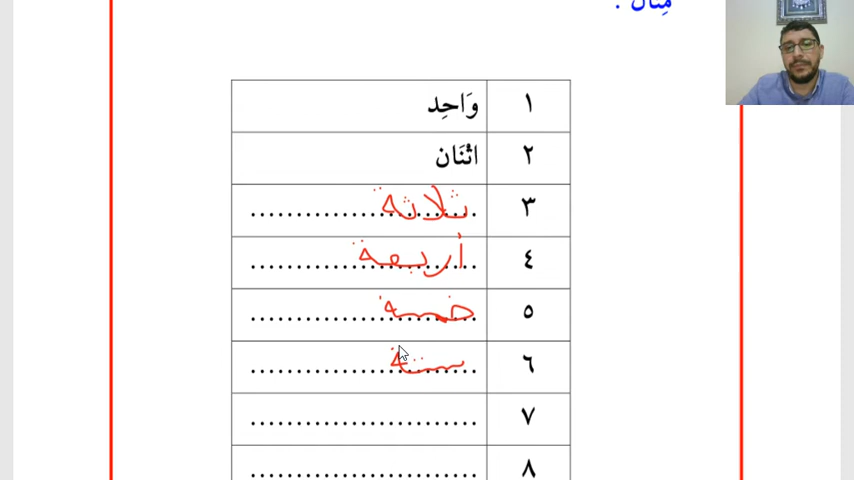 مِثَال :
١ وَاحِد
٢ اثْنَان
٣ ثلاثة
٤ أربعة
٥ خمسة
٦ ستة
٧
٨